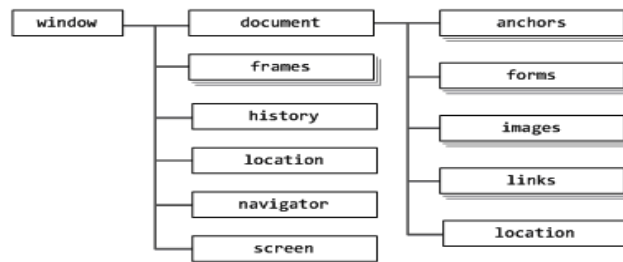 window
document
anchors
frames
forms
history
images
location
links
navigator
location
screen